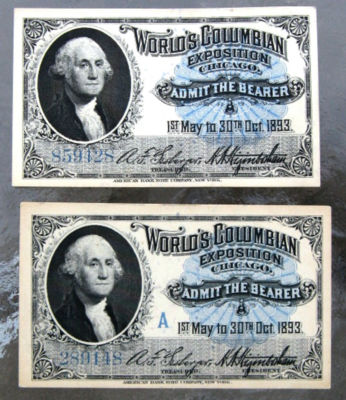 WORLD'S COLUMBIAN
EXPOSITION
CHICAGO.
ADMIT THE BEARER
1ST May to 30TH Oct. 1893.
859128
TREASURER. PRESIDENT
AMERICAN BANK NOTE COMPANY, NEW YORK.
WORLD'S COLUMBIAN
EXPOSITION
CHICAGO.
ADMIT THE BEARER
A
1ST May to 30TH Oct. 1893.
289148
TREASURER. PRESIDENT
AMERICAN BANK NOTE COMPANY, NEW YORK.